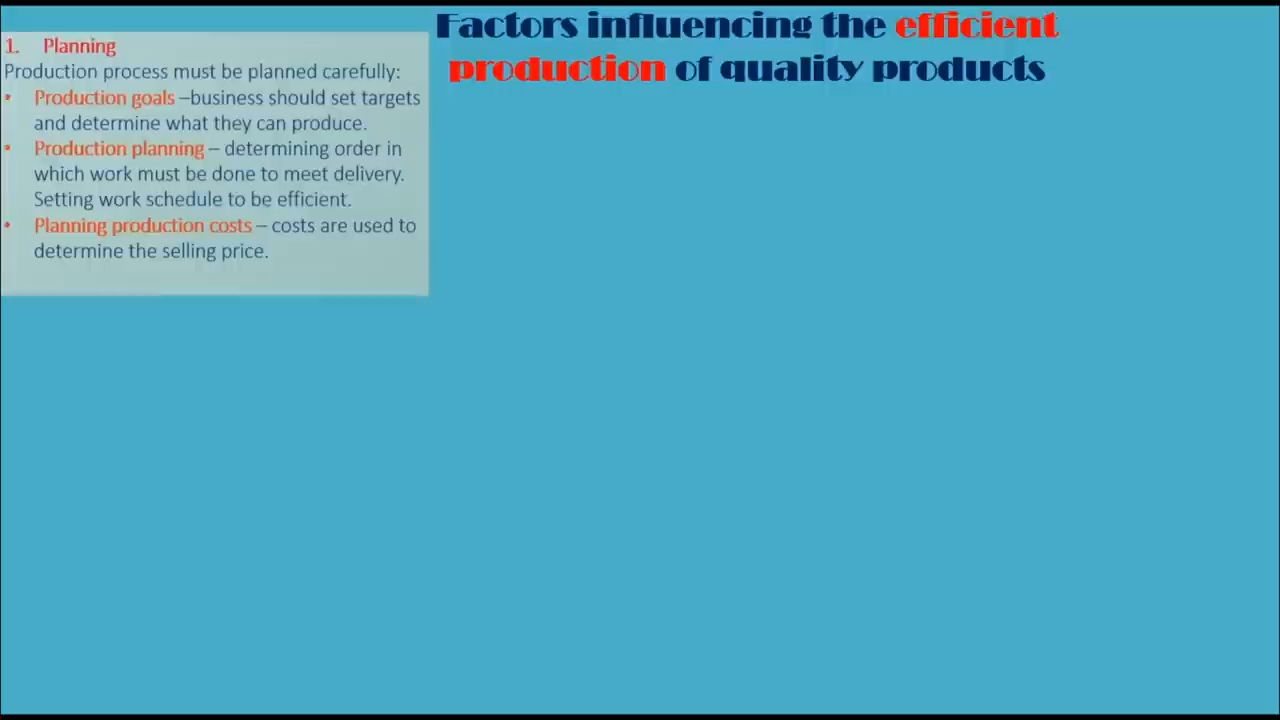 Factors influencing the efficient
production of quality products
1. Planning
Production process must be planned carefully:
• Production goals –business should set targets
and determine what they can produce.
• Production planning – determining order in
which work must be done to meet delivery.
Setting work schedule to be efficient.
• Planning production costs – costs are used to
determine the selling price.